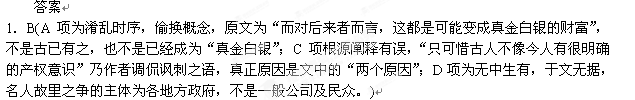 答案
1．B(A 项为淆乱时序，偷换概念，原文为“而对后来者而言，这都是可能变成真金白银的财富”，
不是古已有之，也不是已经成为“真金白银”；C 项根源阐释有误，“只可惜古人不像今人有很明确
的产权意识”乃作者调侃讽刺之语，真正原因是文中的“两个原因”；D 项为无中生有，于文无据，
名人故里之争的主体为各地方政府，不是一般公司及民众。)